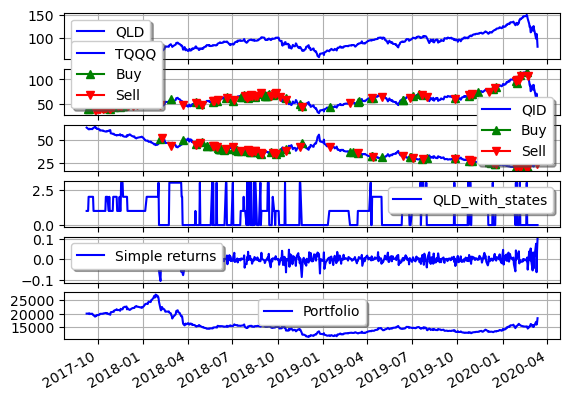 150
100
QLD
TQQQ
Buy
Sell
100
50
QID
Buy
Sell
50
25
2.5
0.0
QLD_with_states
0.1
0.0
−0.1
Simple returns
25000
20000
15000
Portfolio
2017-10
2018-01
2018-04
2018-07
2018-10
2019-01
2019-04
2019-07
2019-10
2020-01
2020-04